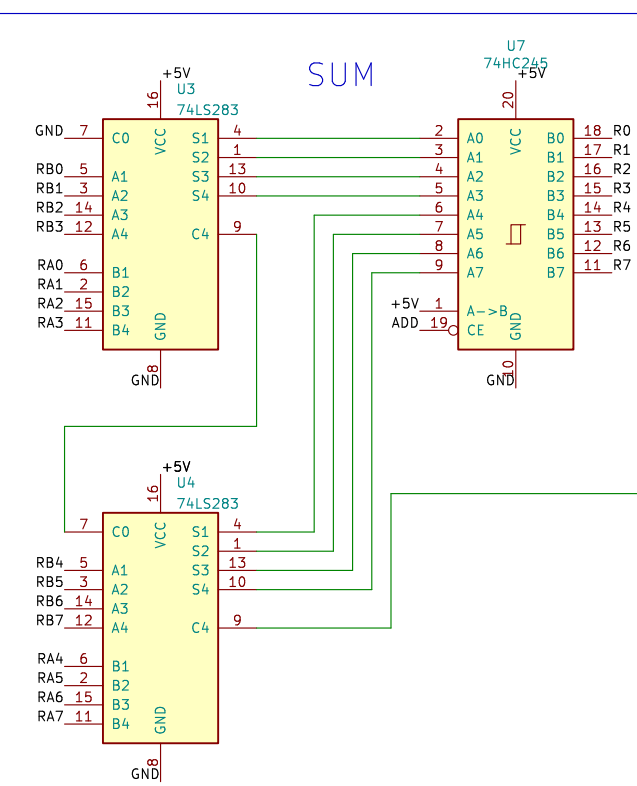 SUM
+5V
U3
74LS283
16
VCC
GND 7 C0 S1 4
S2 1
RB0 5 A1 S3 13
RB1 3 A2 S4 10
RB2 14 A3
RB3 12 A4 C4 9
RA0 6 B1
RA1 2 B2
RA2 15 B3
RA3 11 B4
GND
8
GND
U7
74HC245
+5V
20
VCC
2 A0 B0 18 R0
3 A1 B1 17 R1
4 A2 B2 16 R2
5 A3 B3 15 R3
6 A4 B4 14 R4
7 A5 B5 13 R5
8 A6 B6 12 R6
9 A7 B7 11 R7
+5V 1 A->B
ADD 19 CE
GND
10
GND
+5V
U4
74LS283
16
VCC
7 C0 S1 4
S2 1
RB4 5 A1 S3 13
RB5 3 A2 S4 10
RB6 14 A3
RB7 12 A4 C4 9
RA4 6 B1
RA5 2 B2
RA6 15 B3
RA7 11 B4
GND
8
GND